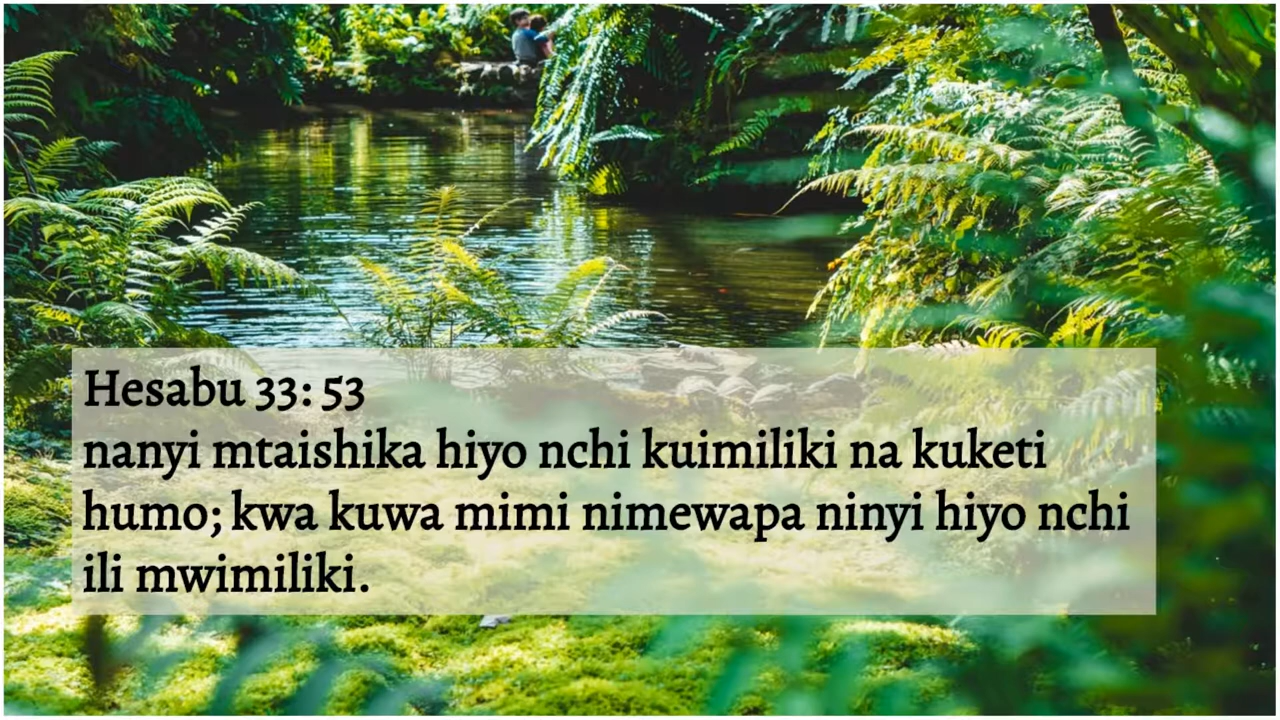 Hesabu 33: 53
nanyi mtaishika hiyo nchi kuimiliki na kuketi
humo; kwa kuwa mimi nimewapa ninyi hiyo nchi
ili mwimiliki.